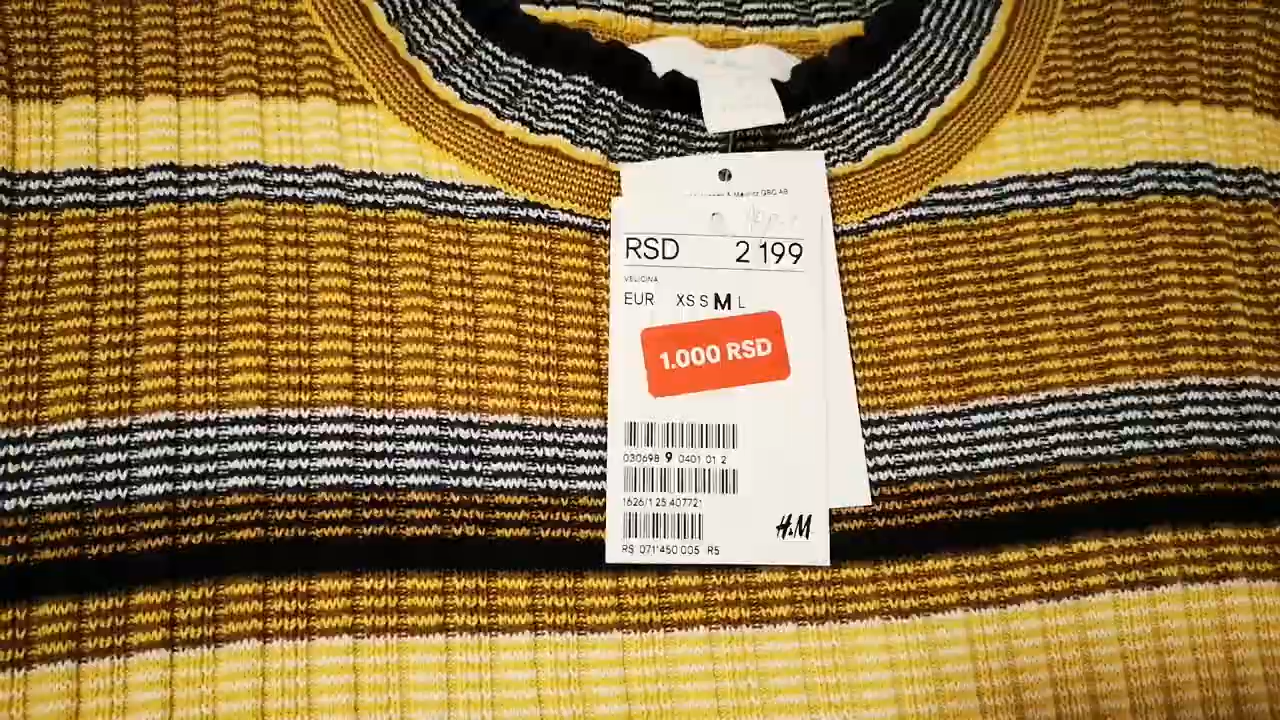 RSD 2 199
VELICINA
EUR XS S M L
1.000 RSD
030698 9 0401 01 2
1626/1 25 407721
H&M
RS 071'450 005 R5